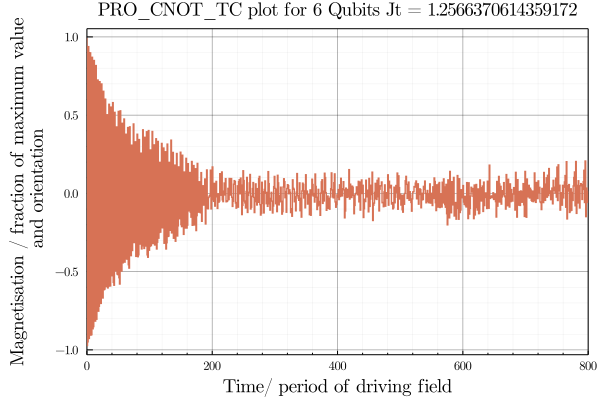 PRO_CNOT_TC plot for 6 Qubits Jt = 1.2566370614359172
Magnetisation / fraction of maximum value
and orientation
1.0
0.5
0.0
−0.5
−1.0
0
200
400
600
800
Time/ period of driving field